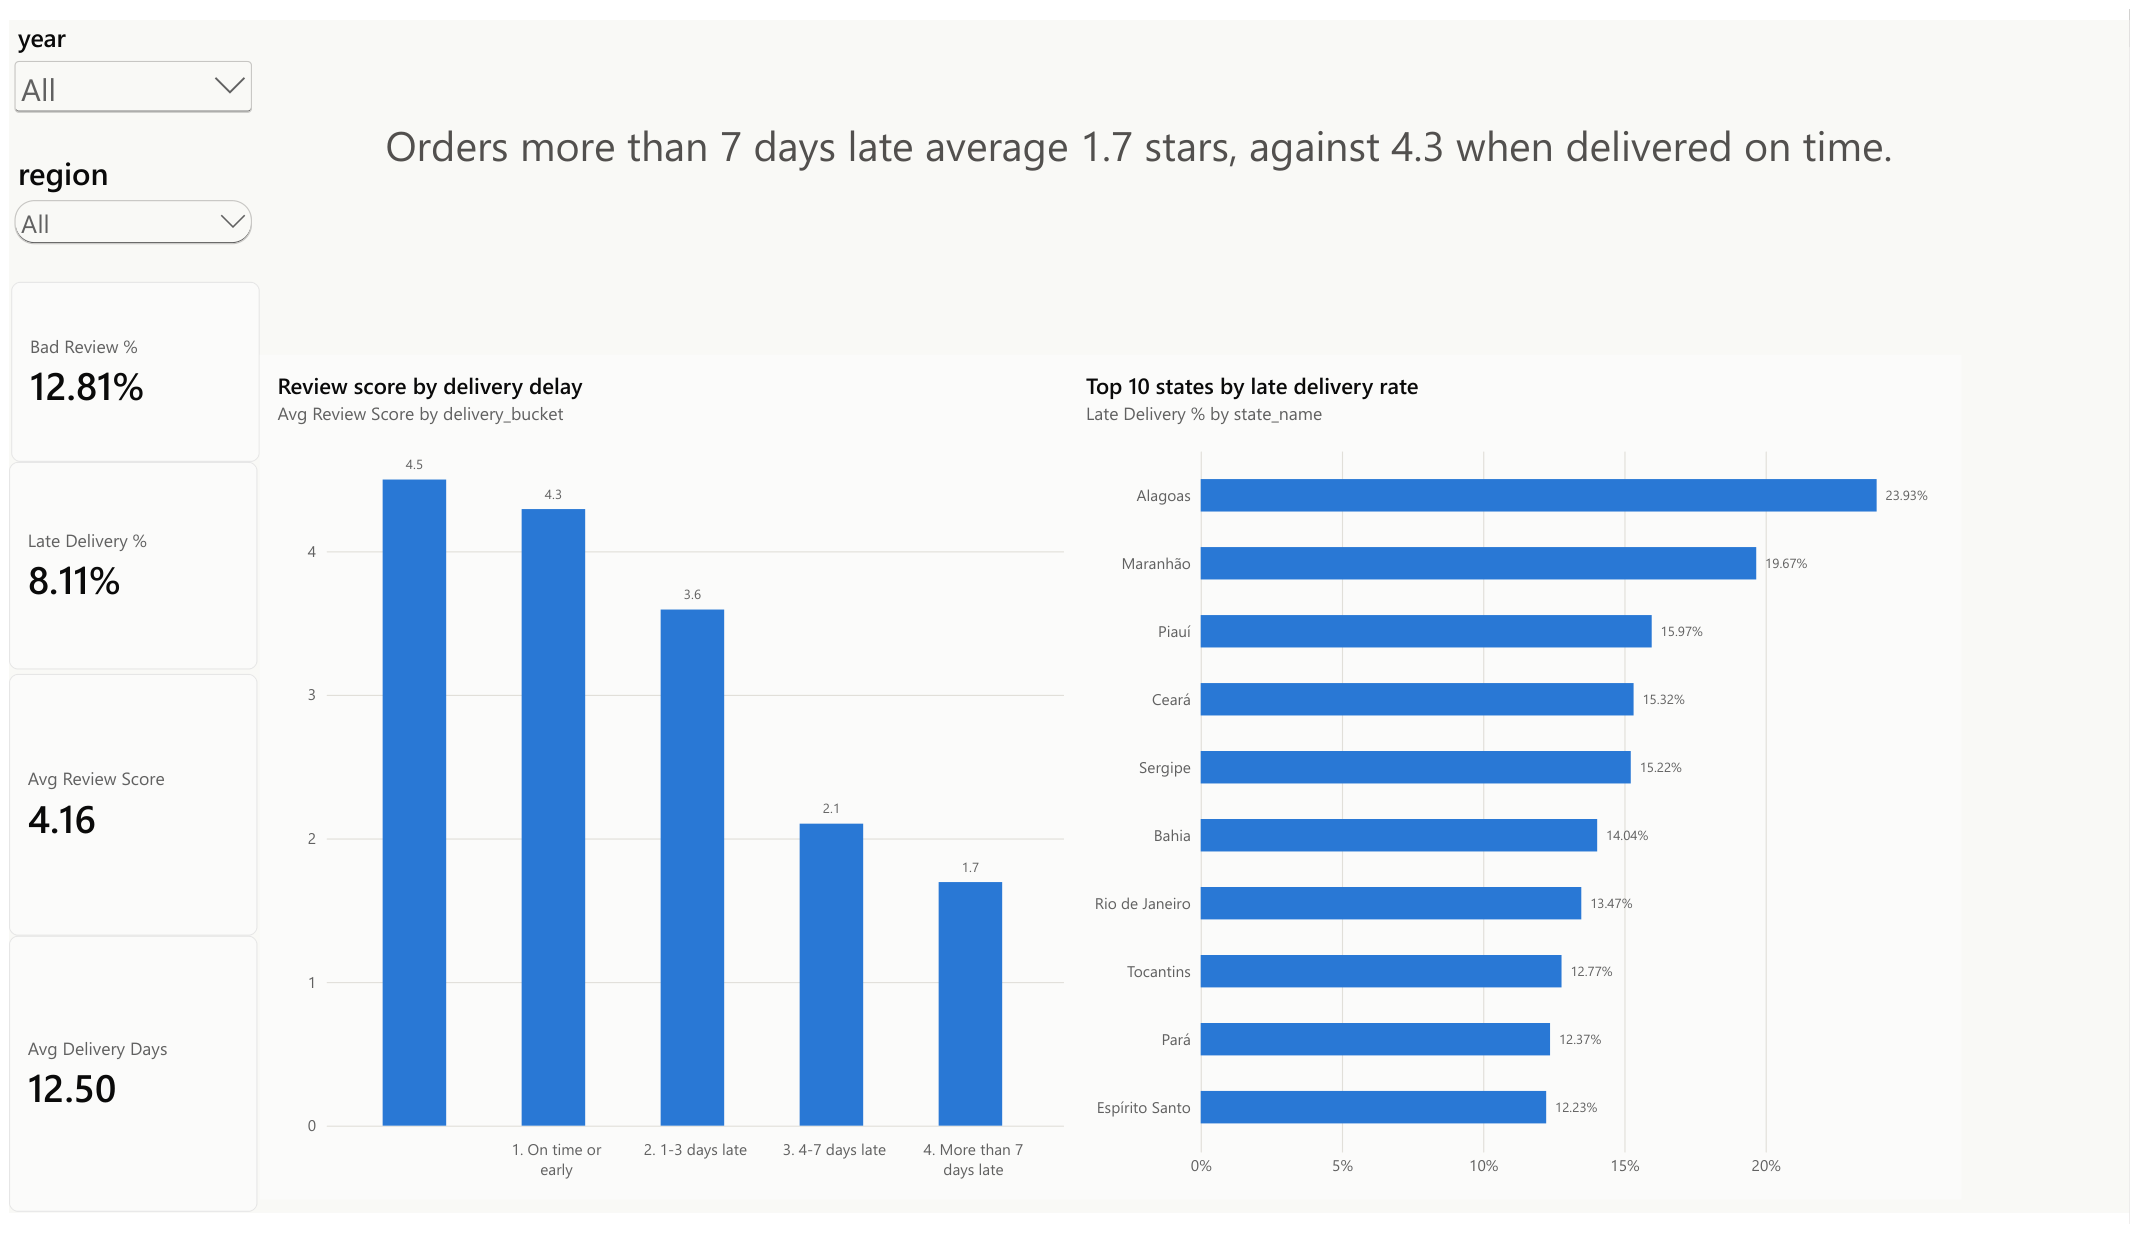 year
All
region
All
Orders more than 7 days late average 1.7 stars, against 4.3 when delivered on time.
Bad Review %
12.81%
Late Delivery %
8.11%
Avg Review Score
4.16
Avg Delivery Days
12.50
Review score by delivery delay
Avg Review Score by delivery_bucket
4.5
4.3
3.6
2.1
1.7
4
3
2
1
0
1. On time or
early
2. 1-3 days late
3. 4-7 days late
4. More than 7
days late
Top 10 states by late delivery rate
Late Delivery % by state_name
Alagoas 23.93%
Maranhão 19.67%
Piauí 15.97%
Ceará 15.32%
Sergipe 15.22%
Bahia 14.04%
Rio de Janeiro 13.47%
Tocantins 12.77%
Pará 12.37%
Espírito Santo 12.23%
0% 5% 10% 15% 20%